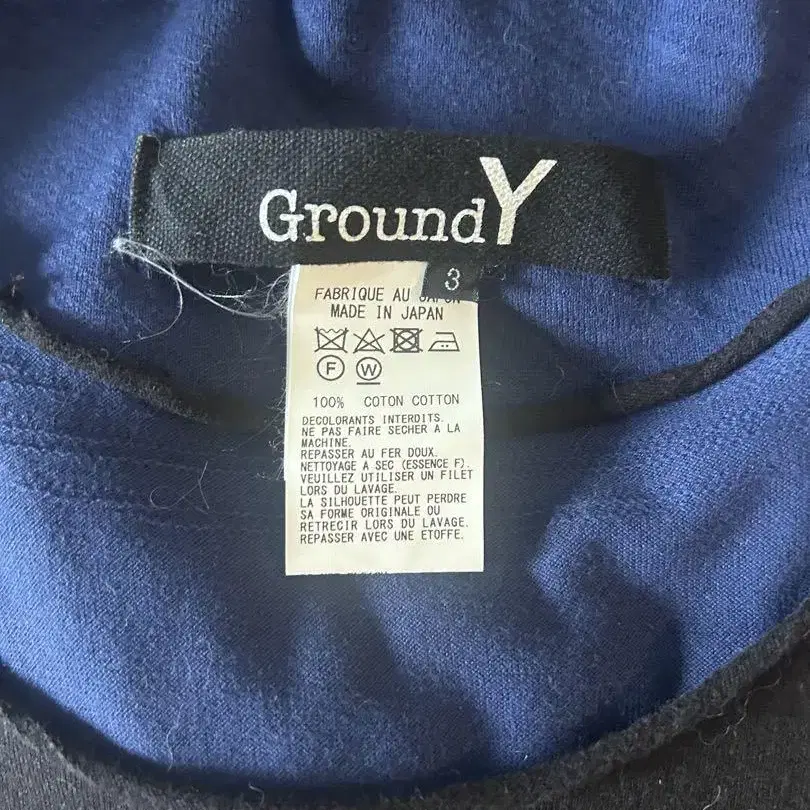 Ground Y
3
FABRIQUE AU JAPON
MADE IN JAPAN
F W
100% COTON COTTON
DECOLORANTS INTERDITS.
NE PAS FAIRE SECHER A LA
MACHINE.
REPASSER AU FER DOUX.
NETTOYAGE A SEC (ESSENCE F).
VEUILLEZ UTILISER UN FILET
LORS DU LAVAGE.
LA SILHOUETTE PEUT PERDRE
SA FORME ORIGINALE OU
RETRECIR LORS DU LAVAGE.
REPASSER AVEC UNE ETOFFE.